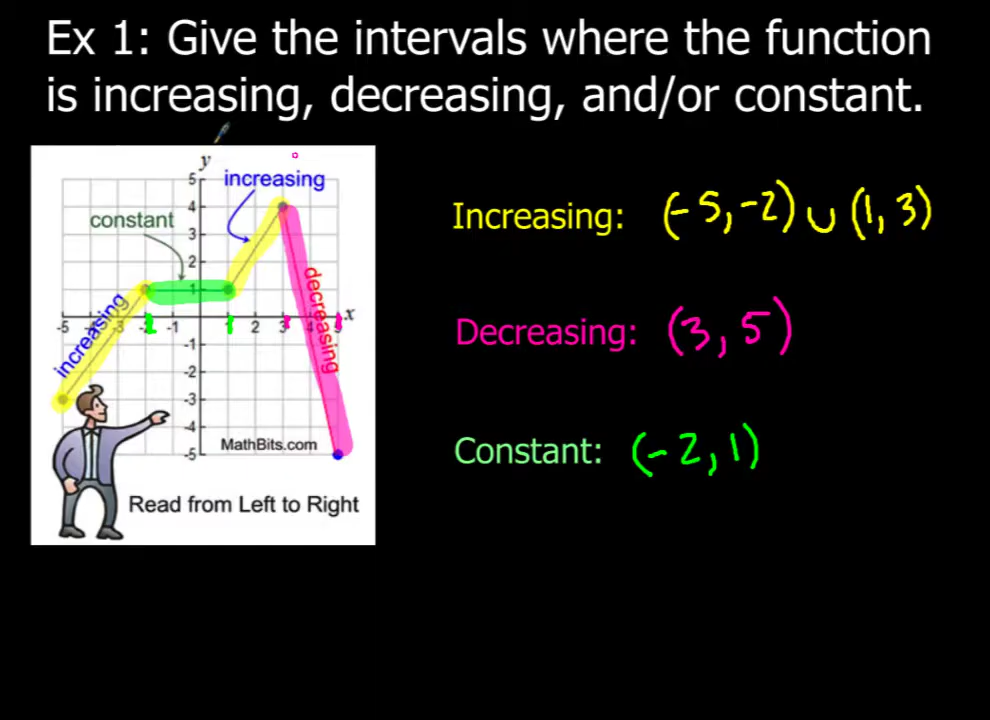 Ex 1: Give the intervals where the function
is increasing, decreasing, and/or constant.
y
5
increasing
4
constant
3
2
1
increasing
decreasing
-5
-3
-1
2
3
4
x
-1
-2
-3
-4
-5
MathBits.com
Read from Left to Right
Increasing: (-5, -2) ∪ (1, 3)
Decreasing: (3, 5)
Constant: (-2, 1)